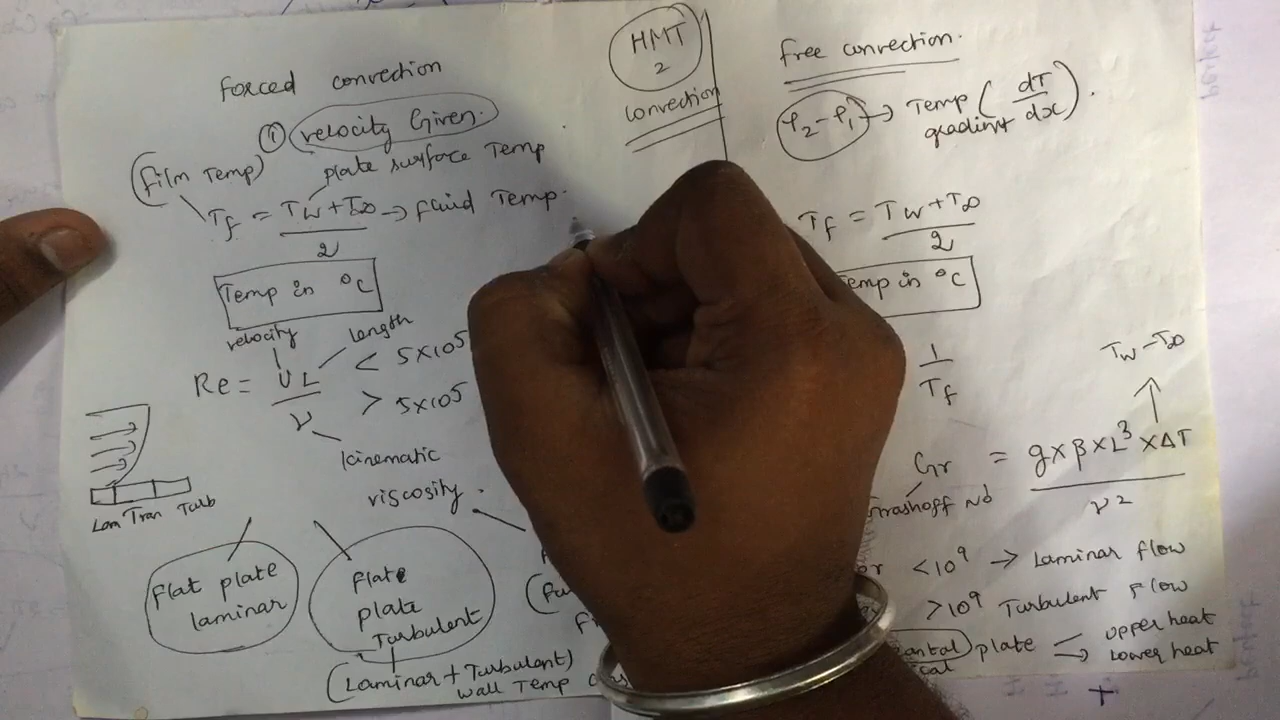 HMT
2
Convection
Forced convection
① velocity Given.
(film Temp)
plate surface Temp
Tf = TW + T∞ → fluid Temp.
2
Temp in °C
velocity
length
Re = UL < 5×10⁵
ν > 5×10⁵
kinematic
viscosity.
Lam Tran Turb
flat plate
laminar
flate
plate
Turbulent
(Laminar + Turbulent)
wall Temp
free convection.
ρ2 - ρ1 → Temp (dT
gradient dx).
Tf = TW + T∞
2
Temp in °C
1
Tf
TW - T∞
Gr = g×β×L³×ΔT
ν²
Grashoff No
<10⁹ → Laminar flow
>10⁹ Turbulent flow
plate upper heat
lower heat